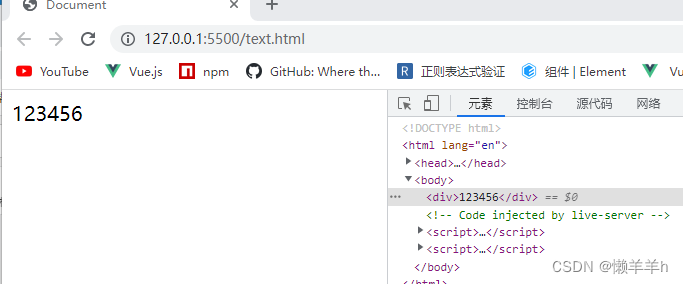 Document
127.0.0.1:5500/text.html
YouTube Vue.js npm GitHub: Where th... R 正则表达式验证 组件 | Element Vu
123456
元素 控制台 源代码 网络
<!DOCTYPE html>
<html lang="en">
<head>…</head>
<body>
<div>123456</div> == $0
<!-- Code injected by live-server -->
<script>…</script>
<script>…</script>
</body>
</html>
CSDN @懒羊羊h